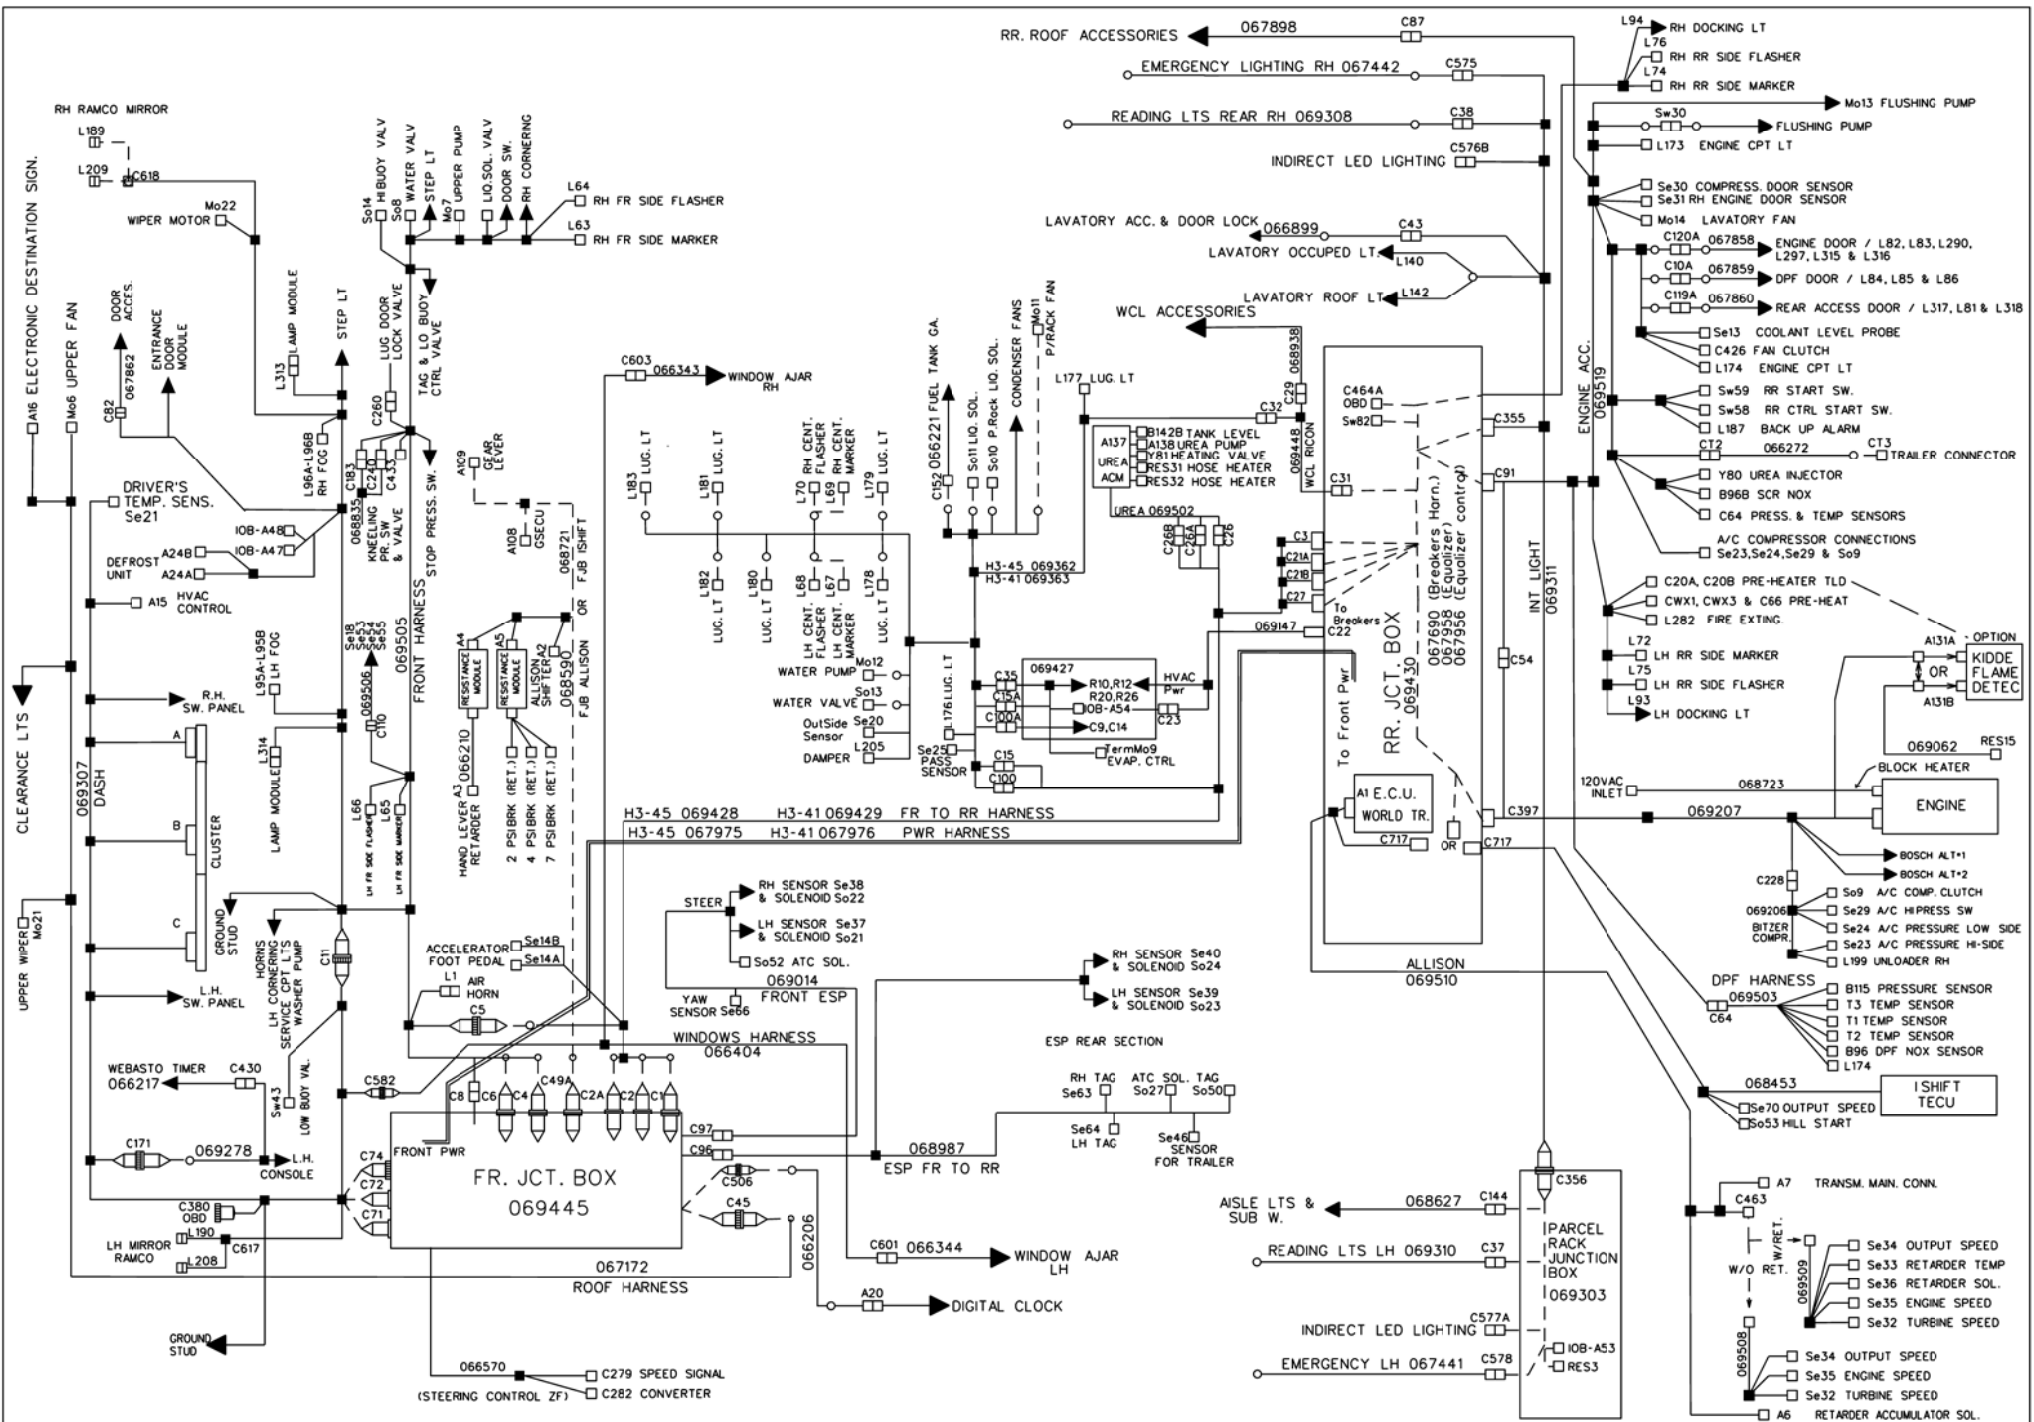 RR. ROOF ACCESSORIES
067898
C87
EMERGENCY LIGHTING RH 067442
C575
READING LTS REAR RH 069308
C38
INDIRECT LED LIGHTING
C576B
LAVATORY ACC. & DOOR LOCK
066899
C43
LAVATORY OCCUPED LT.
L140
LAVATORY ROOF LT
L142
WCL ACCESSORIES
068938
C29
C32
069448
WCL RICON
L177 LUG. LT
L94
RH DOCKING LT
L76
RH RR SIDE FLASHER
L74
RH RR SIDE MARKER
Mo13 FLUSHING PUMP
Sw30
FLUSHING PUMP
L173 ENGINE CPT LT
Se30 COMPRESS. DOOR SENSOR
Se31 RH ENGINE DOOR SENSOR
Mo14 LAVATORY FAN
C120A 067858
ENGINE DOOR / L82, L83, L290,
L297, L315 & L316
C10A 067859
DPF DOOR / L84, L85 & L86
C119A 067860
REAR ACCESS DOOR / L317, L81 & L318
Se13 COOLANT LEVEL PROBE
C426 FAN CLUTCH
L174 ENGINE CPT LT
Sw59 RR START SW.
Sw58 RR CTRL START SW.
L187 BACK UP ALARM
CT2 066272 CT3
TRAILER CONNECTOR
Y80 UREA INJECTOR
B96B SCR NOX
C64 PRESS. & TEMP SENSORS
A/C COMPRESSOR CONNECTIONS
Se23,Se24,Se29 & So9
C20A, C20B PRE-HEATER TLD
CWX1, CWX3 & C66 PRE-HEAT
L282 FIRE EXTING.
L72
LH RR SIDE MARKER
L75
LH RR SIDE FLASHER
L93
LH DOCKING LT
ENGINE ACC.
069519
INT LIGHT
069311
OPTION
KIDDE
FLAME
DETEC
A131A
OR
A131B
069062
RES15
BLOCK HEATER
120VAC
INLET
068723
ENGINE
069207
BOSCH ALT#1
BOSCH ALT#2
C228
069206
BITZER
COMPR.
So9 A/C COMP. CLUTCH
Se29 A/C HIPRESS SW
Se24 A/C PRESSURE LOW SIDE
Se23 A/C PRESSURE HI-SIDE
L199 UNLOADER RH
DPF HARNESS
069503
C64
B115 PRESSURE SENSOR
T3 TEMP SENSOR
T1 TEMP SENSOR
T2 TEMP SENSOR
B96 DPF NOX SENSOR
L174
068453
I SHIFT
TECU
Se70 OUTPUT SPEED
So53 HILL START
A7 TRANSM. MAIN. CONN.
C463
W/RET.
W/O RET.
069509
Se34 OUTPUT SPEED
Se33 RETARDER TEMP
Se36 RETARDER SOL.
Se35 ENGINE SPEED
Se32 TURBINE SPEED
069508
Se34 OUTPUT SPEED
Se35 ENGINE SPEED
Se32 TURBINE SPEED
A6 RETARDER ACCUMULATOR SOL.
RH RAMCO MIRROR
L189
L209
C618
Mo22
WIPER MOTOR
A16 ELECTRONIC DESTINATION SIGN.
Mo6 UPPER FAN
DOOR
ACCES.
C82
067862
ENTRANCE
DOOR
MODULE
L313
LAMP MODULE
STEP LT
LUG DOOR
LOCK VALVE
C260
TAG & LO BUOY
CTRL VALVE
So14 HIBUOY VALV
So8 WATER VALV
STEP LT
Mo7 UPPER PUMP
LIQ.SOL. VALV
DOOR SW.
RH CORNERING
L64
RH FR SIDE FLASHER
L63
RH FR SIDE MARKER
L96A-L96B
RH FOG
C183
C240
C433
068835
KNEELING
PR. SW
& VALVE
STOP PRESS. SW.
DRIVER'S
TEMP. SENS.
Se21
IOB-A48
IOB-A47
DEFROST
UNIT
A24B
A24A
A15 HVAC
CONTROL
Se18
Se53
Se54
Se55
069506
C110
069505
FRONT HARNESS
L95A-L95B
LH FOG
L314
LAMP MODULE
L66
LH FR SIDE FLASHER
L65
LH FR SIDE MARKER
R.H.
SW. PANEL
A
B
C
CLUSTER
L.H.
SW. PANEL
069307
DASH
CLEARANCE LTS
UPPER WIPER
Mo21
GROUND
STUD
HORNS
LH CORNERING
SERVICE CPT LTS
WASHER PUMP
C11
Sw43
LOW BUOY VAL.
WEBASTO TIMER
066217
C430
C171
069278
L.H.
CONSOLE
C380
OBD
LH MIRROR
RAMCO
L190
L208
C617
GROUND
STUD
A109
GEAR
LEVER
A108
GSECU
068721
FJB ISHIFT
OR
068590
FJB ALLISON
A4
RESISTANCE
MODULE
A5
RESISTANCE
MODULE
ALLISON
SHIFTER A2
HAND LEVER A3
RETARDER
066210
2 PSIBRK (RET.)
4 PSIBRK (RET.)
7 PSIBRK (RET.)
C603
066343
WINDOW AJAR
RH
L183 LUG. LT
L181 LUG. LT
L70 RH CENT.
FLASHER
L69 RH CENT.
MARKER
L179 LUG. LT
LUG. LT L182
LUG. LT L180
LH CENT. L68
FLASHER
LH CENT. L67
MARKER
LUG. LT L178
C152 066221 FUEL TANK GA.
So11 LIQ. SOL.
So10 P.Rack LIQ. SOL.
CONDENSER FANS
Mo11
P/RACK FAN
A137
UREA
ACM
B142B TANK LEVEL
A138 UREA PUMP
Y81 HEATING VALVE
RES31 HOSE HEATER
RES32 HOSE HEATER
UREA 069502
C26B
C26A
C26
H3-45 069362
H3-41 069363
WATER PUMP
Mo12
WATER VALVE
So13
OutSide
Sensor
Se20
DAMPER
L205
L176 LUG. LT
Se25
PASS
SENSOR
C35
C15A
C100A
C15
C100
069427
R10,R12
R20,R26
IOB-A54
C9,C14
HVAC
Pwr
C23
TermMo9
EVAP. CTRL
069147
C464A
OBD
Sw82
C355
C91
C31
C3
C21A
C21B
C27
To
Breakers
C22
To Front Pwr
RR. JCT. BOX
069430
067690 (Breakers Harn.)
067958 (Equalizer)
067956 (Equalizer control)
C54
A1 E.C.U.
WORLD TR.
C717
OR
C717
C397
ALLISON
069510
H3-45 069428 H3-41 069429 FR TO RR HARNESS
H3-45 067975 H3-41 067976 PWR HARNESS
STEER
RH SENSOR Se38
& SOLENOID So22
LH SENSOR Se37
& SOLENOID So21
So52 ATC SOL.
069014
FRONT ESP
YAW
SENSOR Se66
ACCELERATOR
FOOT PEDAL
Se14B
Se14A
L1
AIR
HORN
C5
RH SENSOR Se40
& SOLENOID So24
LH SENSOR Se39
& SOLENOID So23
ESP REAR SECTION
WINDOWS HARNESS
066404
C582
RH TAG
Se63
ATC SOL. TAG
So27
So50
Se64
LH TAG
Se46
SENSOR
FOR TRAILER
068987
ESP FR TO RR
C8
C6
C4
C49A
C2A
C2
C1
C97
C96
FRONT PWR
FR. JCT. BOX
069445
C74
C72
C71
C506
C45
066206
067172
ROOF HARNESS
C601
066344
WINDOW AJAR
LH
A20
DIGITAL CLOCK
066570
(STEERING CONTROL ZF)
C279 SPEED SIGNAL
C282 CONVERTER
AISLE LTS &
SUB W.
068627
C144
READING LTS LH 069310
C37
INDIRECT LED LIGHTING
C577A
EMERGENCY LH 067441
C578
C356
PARCEL
RACK
JUNCTION
BOX
069303
IOB-A53
RES3